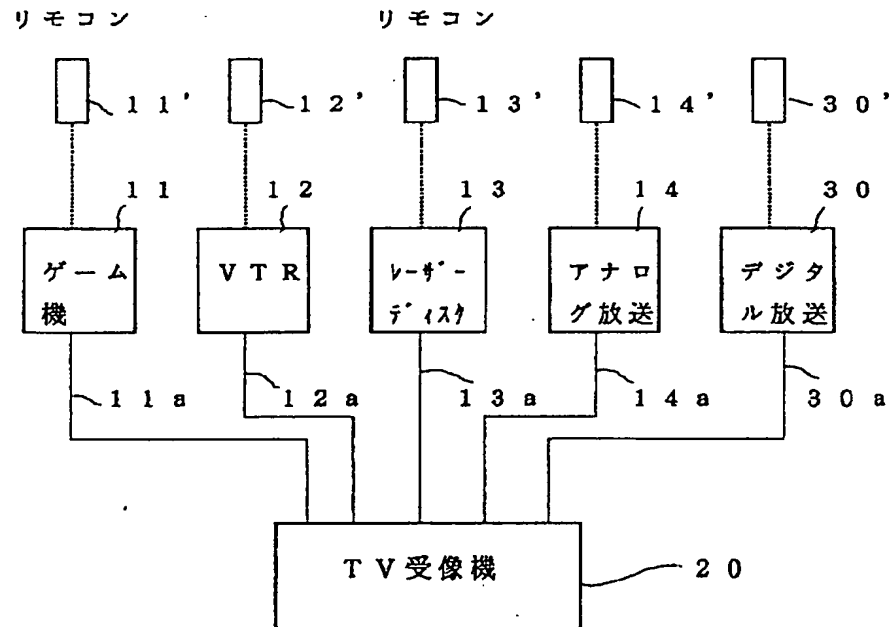 リモコン リモコン
11' 12' 13' 14' 30'
11 12 13 14 30
ゲーム VTR レーザー アナロ デジタ
機 ディスク グ放送 ル放送
11a 12a 13a 14a 30a
TV受像機 20